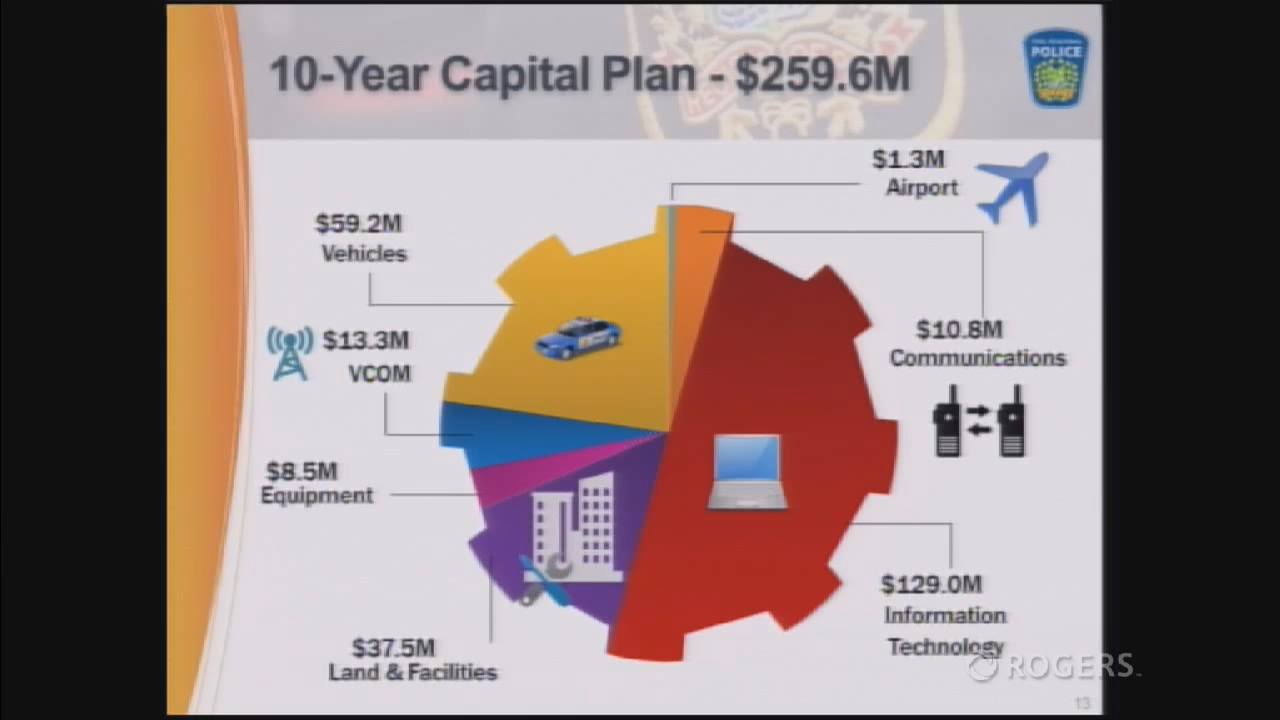 10-Year Capital Plan - $259.6M
POLICE
$1.3M
Airport
$59.2M
Vehicles
$10.8M
Communications
$13.3M
VCOM
$8.5M
Equipment
$129.0M
Information
Technology
$37.5M
Land & Facilities
ROGERS™
13